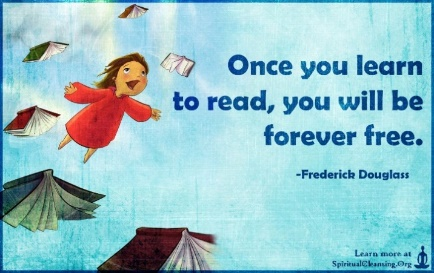 Once you learn
to read, you will be
forever free.
-Frederick Douglass
Learn more at
SpiritualCleansing.Org